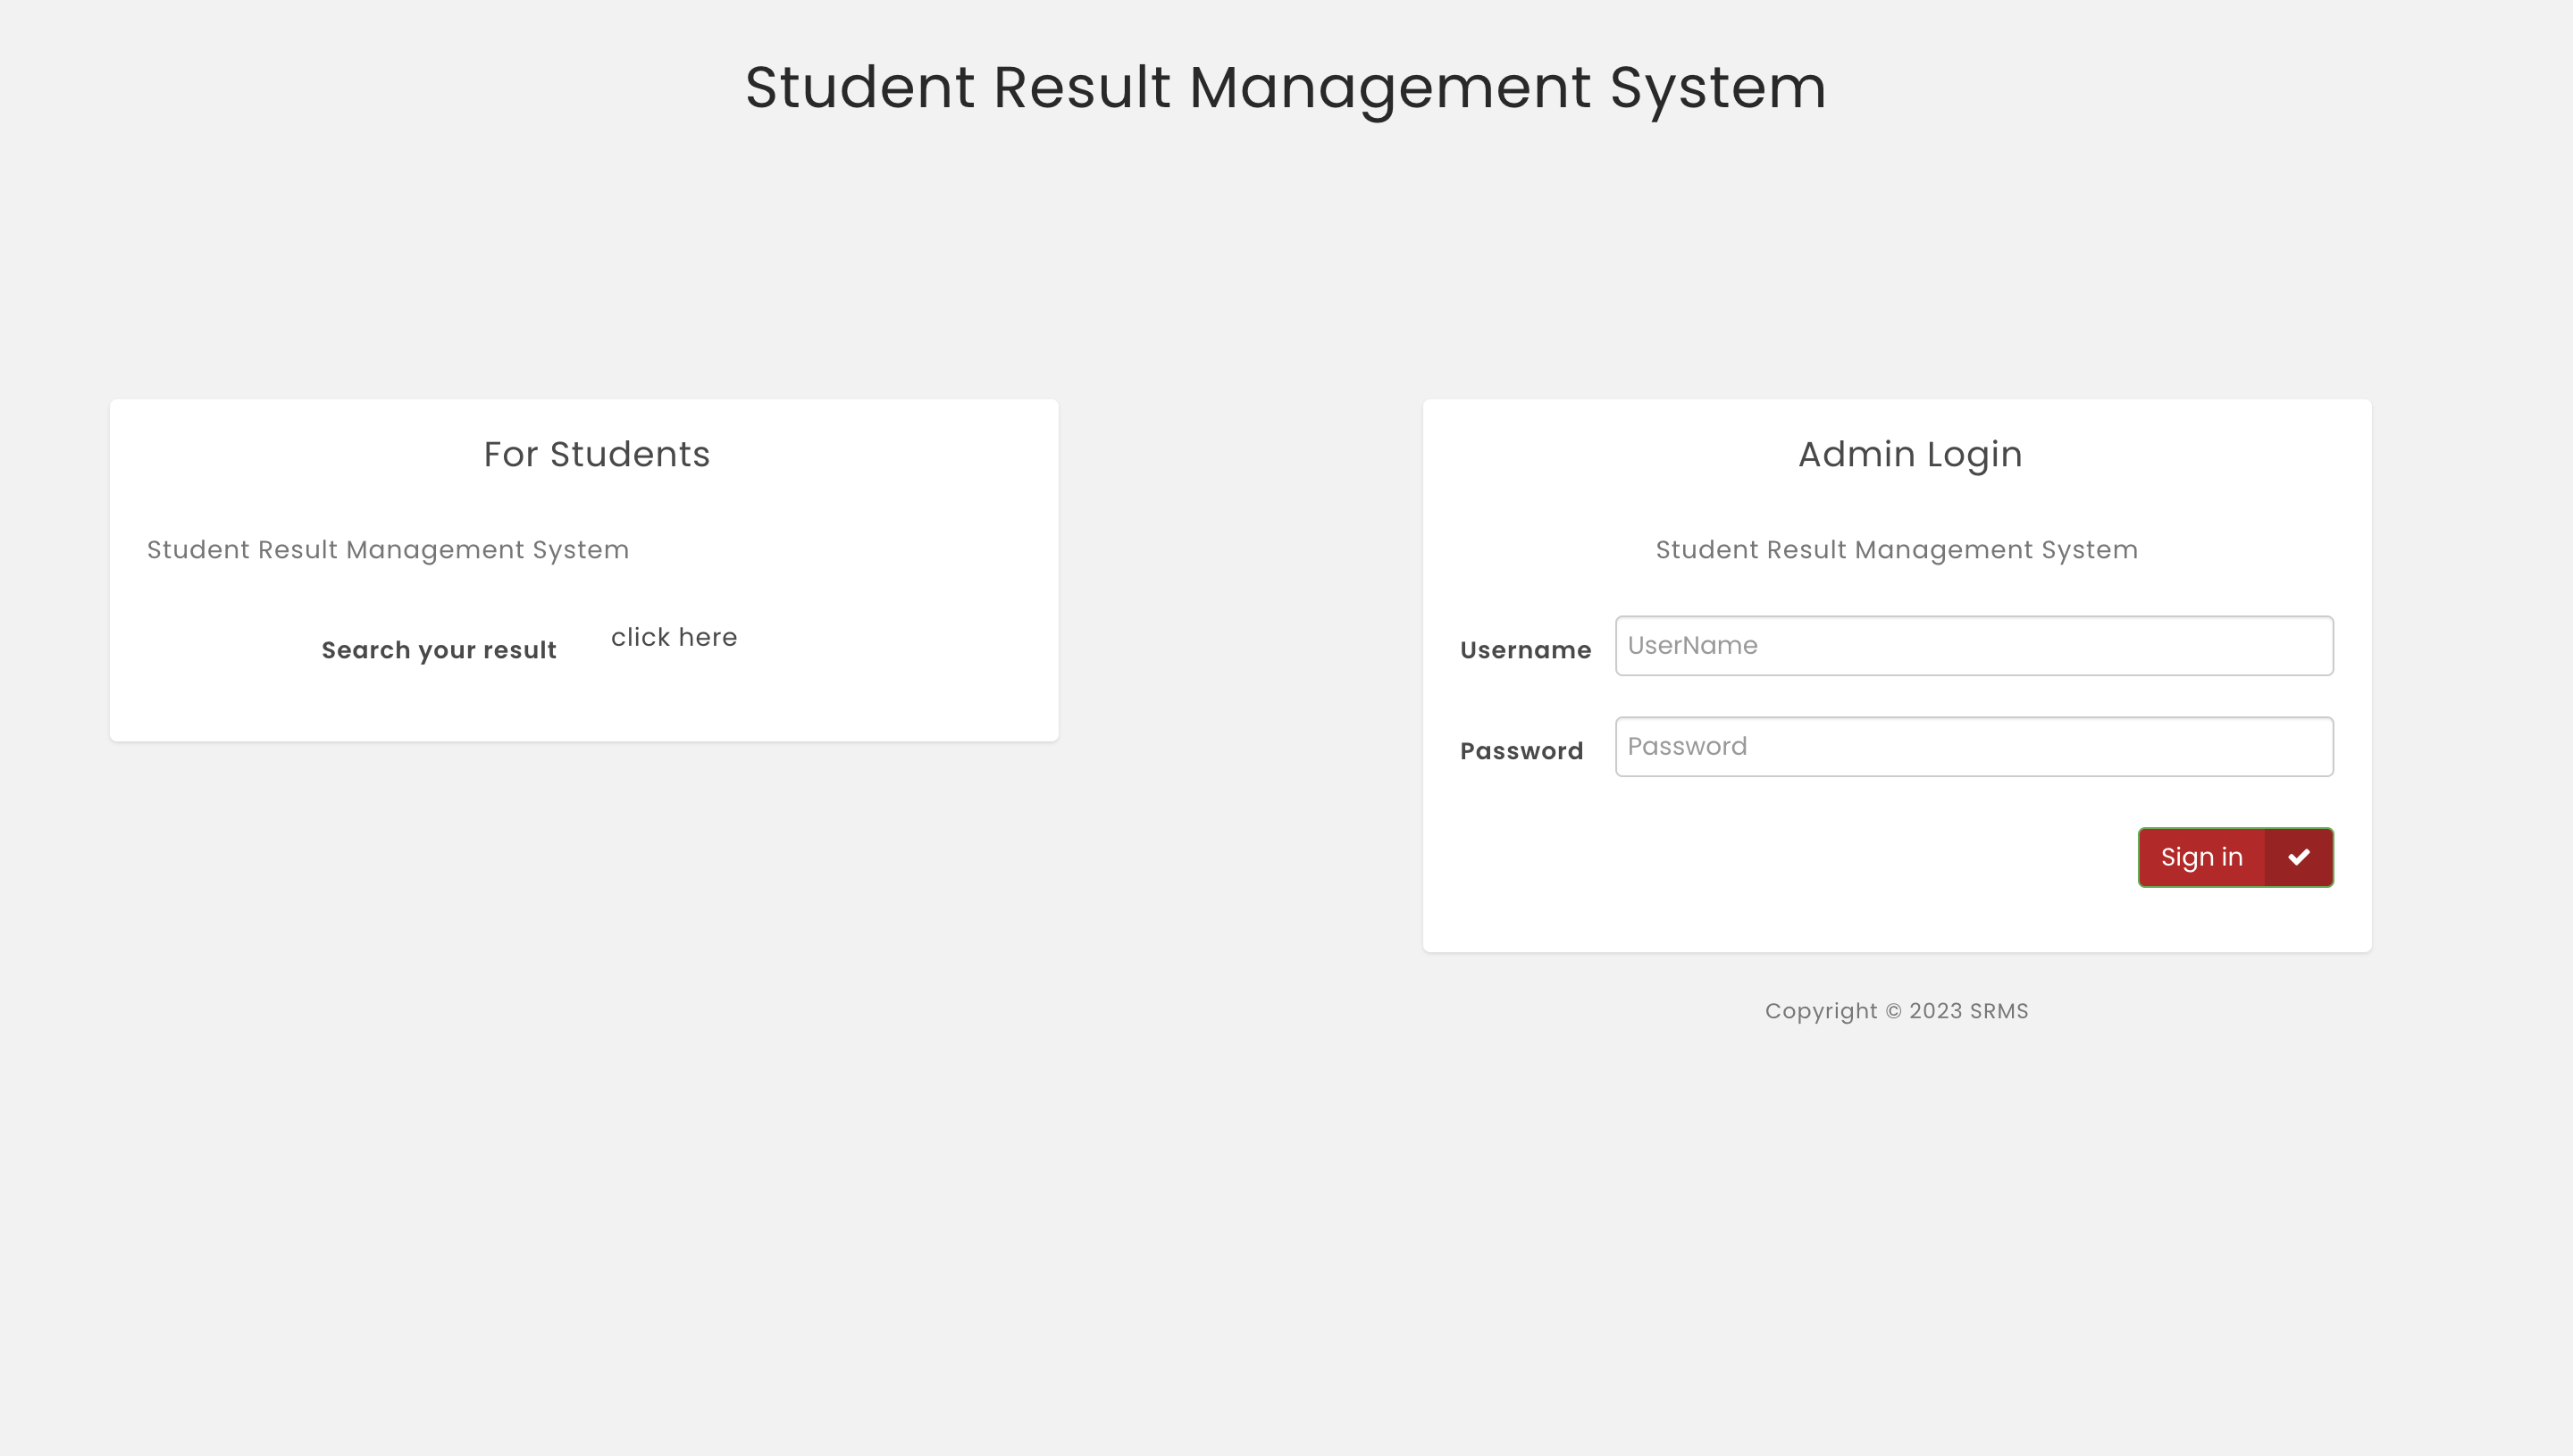 Student Result Management System
For Students
Student Result Management System
Search your result click here
Admin Login
Student Result Management System
Username UserName
Password Password
Sign in
Copyright © 2023 SRMS